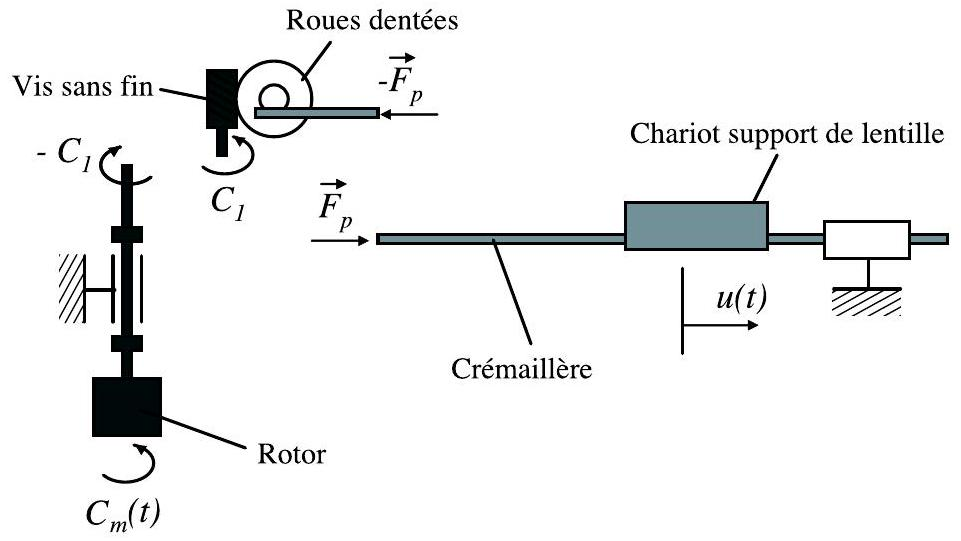 Roues dentées
Vis sans fin
-F_p
Chariot support de lentille
- C_1
C_1
F_p
u(t)
Crémaillère
Rotor
C_m(t)